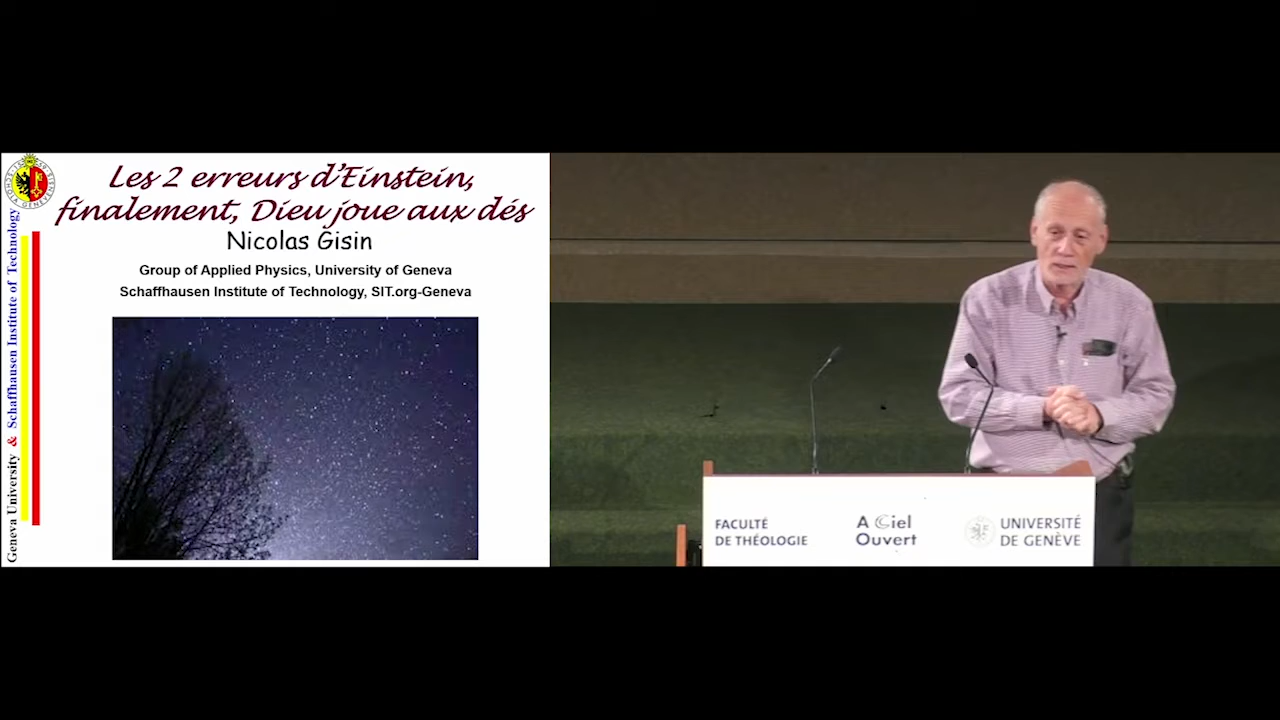 Les 2 erreurs d'Einstein,
finalement, Dieu joue aux dés
Nicolas Gisin
Group of Applied Physics, University of Geneva
Schaffhausen Institute of Technology, SIT.org-Geneva
Geneva University & Schaffhausen Institute of Technology
FACULTÉ
DE THÉOLOGIE
A Ciel
Ouvert
UNIVERSITÉ
DE GENÈVE